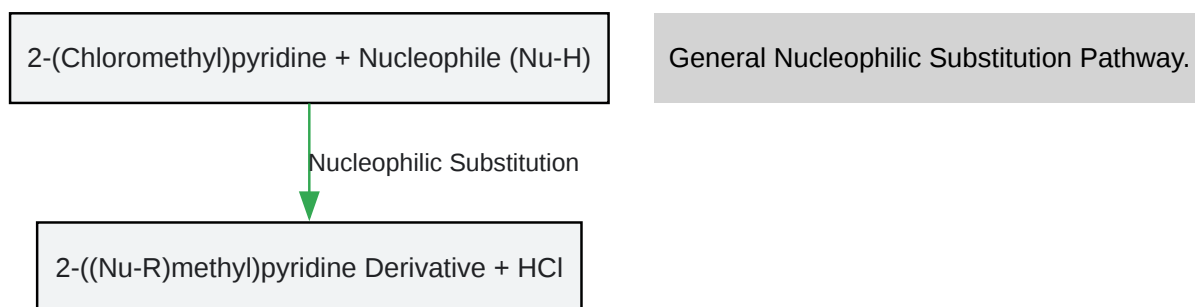 2-(Chloromethyl)pyridine + Nucleophile (Nu-H)
General Nucleophilic Substitution Pathway.
Nucleophilic Substitution
2-((Nu-R)methyl)pyridine Derivative + HCl